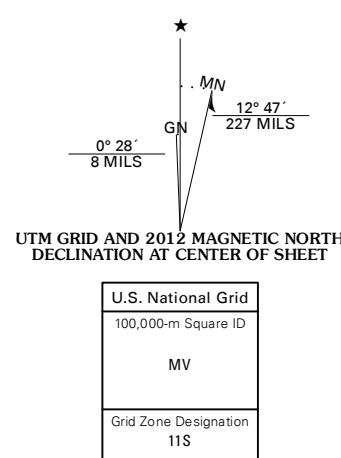 ★
MN
GN
12° 47´
227 MILS
0° 28´
8 MILS
UTM GRID AND 2012 MAGNETIC NORTH
DECLINATION AT CENTER OF SHEET
U.S. National Grid
100,000-m Square ID
MV
Grid Zone Designation
11S